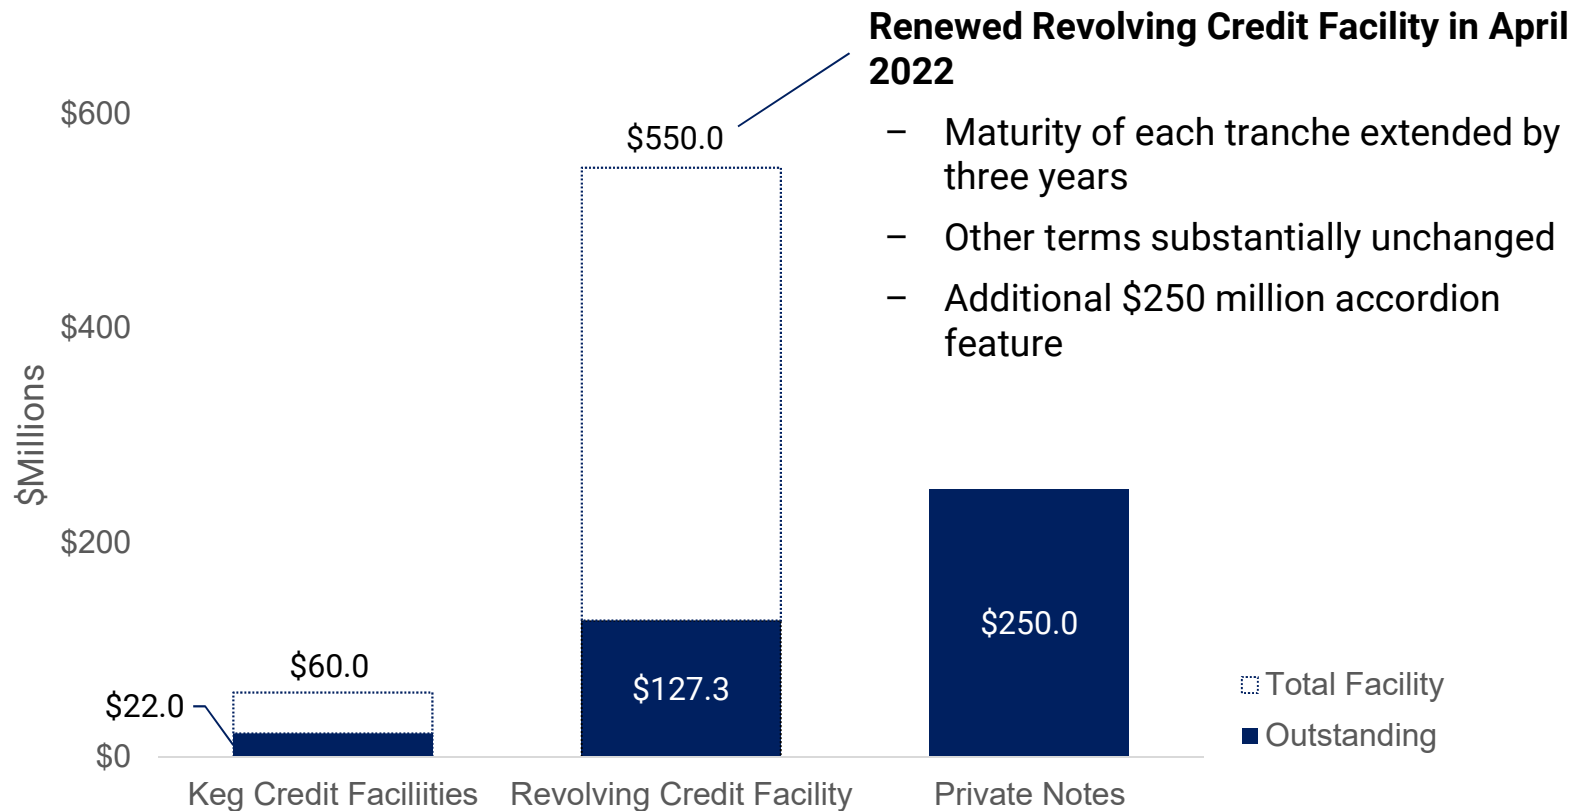 Renewed Revolving Credit Facility in April
2022
– Maturity of each tranche extended by
three years
– Other terms substantially unchanged
– Additional $250 million accordion
feature
$Millions
$600
$400
$200
$0
$550.0
$60.0
$22.0
$127.3
$250.0
Total Facility
Outstanding
Keg Credit Faciliities
Revolving Credit Facility
Private Notes